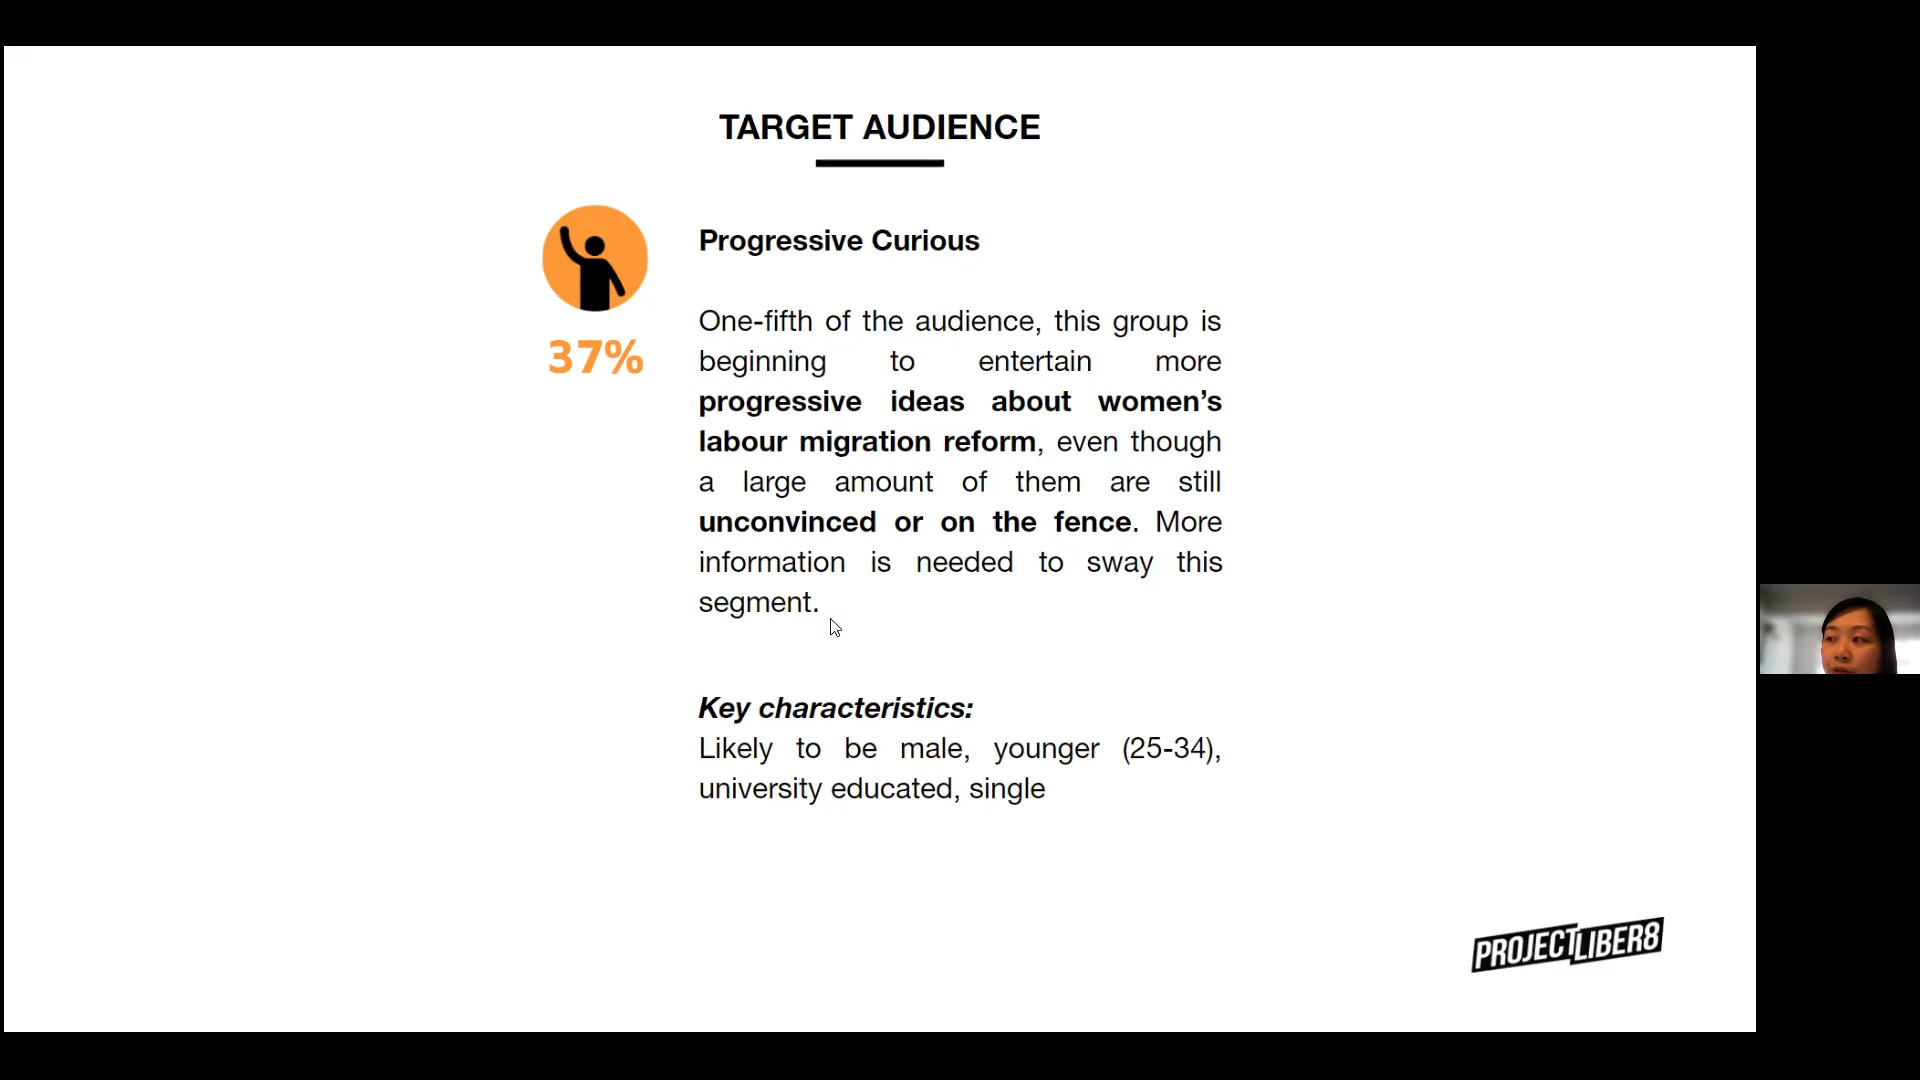 TARGET AUDIENCE
37%
Progressive Curious
One-fifth of the audience, this group is
beginning to entertain more
progressive ideas about women’s
labour migration reform, even though
a large amount of them are still
unconvinced or on the fence. More
information is needed to sway this
segment.
Key characteristics:
Likely to be male, younger (25-34),
university educated, single
PROJECTLIBER8